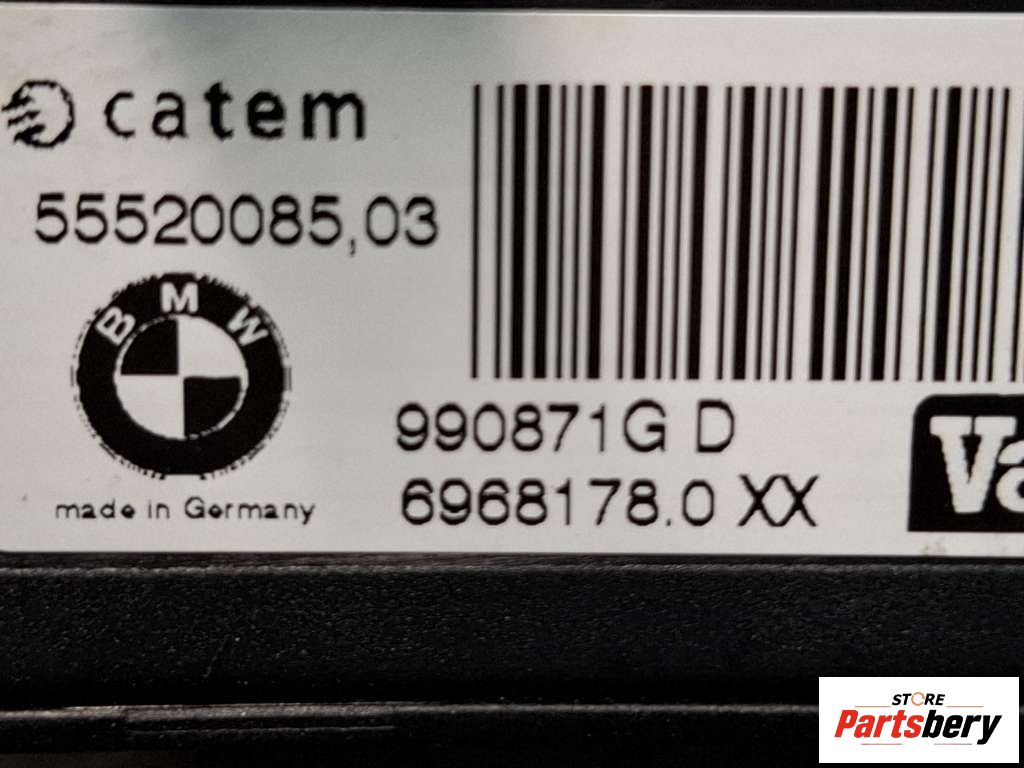 catem
55520085,03
BMW
made in Germany
990871G D
6968178.0 XX
STORE
Partsbery